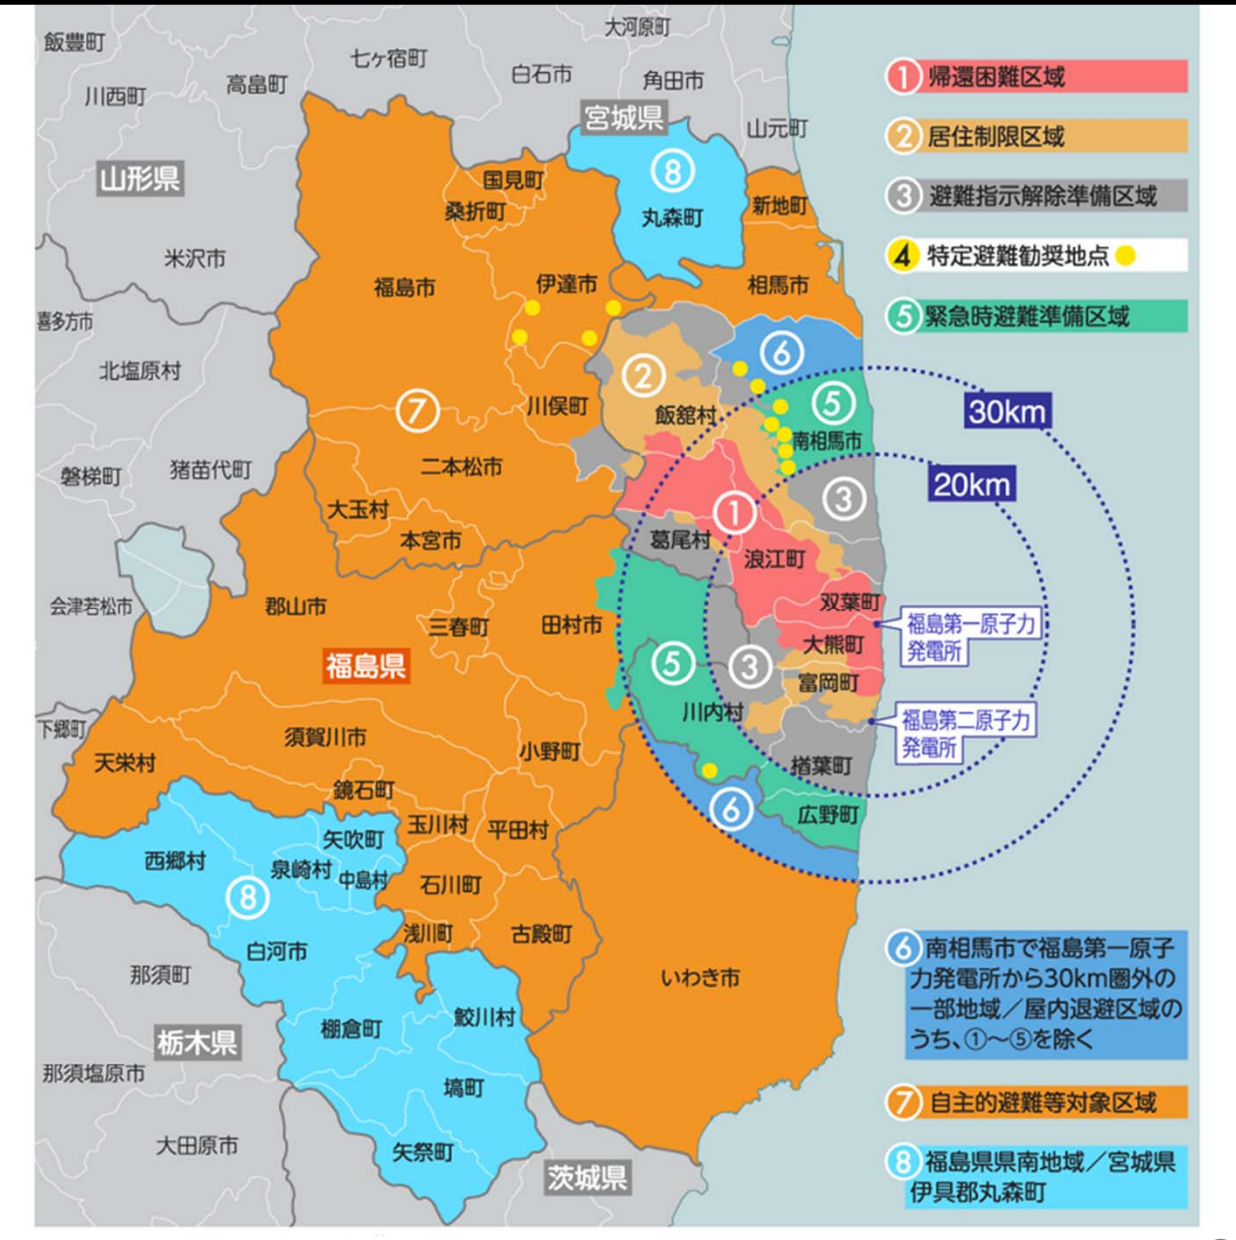 飯豊町
川西町
高畠町
七ヶ宿町
白石市
大河原町
角田市
宮城県
山元町
山形県
米沢市
喜多方市
北塩原村
磐梯町
猪苗代町
会津若松市
下郷町
国見町
桑折町
⑧
丸森町
新地町
福島市
伊達市
相馬市
②
飯舘村
⑥
⑤
南相馬市
⑦
川俣町
二本松市
大玉村
本宮市
葛尾村
①
浪江町
③
双葉町
大熊町
富岡町
郡山市
三春町
田村市
福島県
⑤
③
川内村
楢葉町
広野町
⑥
天栄村
須賀川市
小野町
鏡石町
玉川村
平田村
矢吹町
西郷村
泉崎村
中島村
石川町
⑧
白河市
浅川町
古殿町
いわき市
棚倉町
鮫川村
塙町
矢祭町
那須町
栃木県
那須塩原市
大田原市
茨城県
30km
20km
福島第一原子力
発電所
福島第二原子力
発電所
① 帰還困難区域
② 居住制限区域
③ 避難指示解除準備区域
④ 特定避難勧奨地点
⑤ 緊急時避難準備区域
⑥ 南相馬市で福島第一原子
力発電所から30km圏外の
一部地域／屋内退避区域の
うち、①〜⑤を除く
⑦ 自主的避難等対象区域
⑧ 福島県県南地域／宮城県
伊具郡丸森町